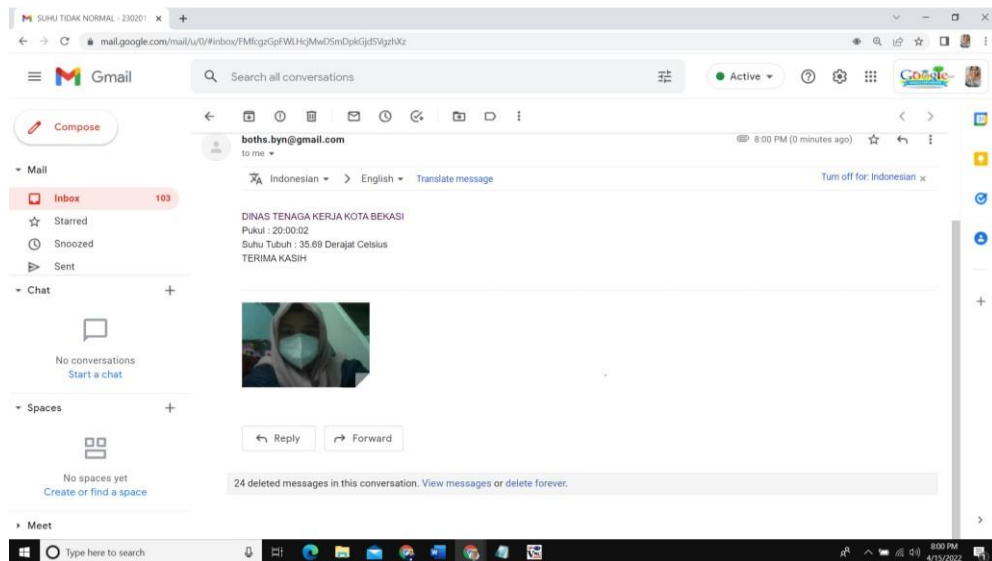 SUHU TIDAK NORMAL - 230201
mail.google.com/mail/u/0/#inbox/FMfcgzGpFWLHcjMwDSmDpkGjdSVgzhXz
Gmail
Search all conversations
Active
Google
Compose
boths.byn@gmail.com
8:00 PM (0 minutes ago)
to me
Mail
Indonesian > English Translate message Turn off for: Indonesian x
Inbox 103
Starred
Snoozed
Sent
DINAS TENAGA KERJA KOTA BEKASI
Pukul : 20:00:02
Suhu Tubuh : 35.69 Derajat Celsius
TERIMA KASIH
Chat
No conversations
Start a chat
Spaces
No spaces yet
Create or find a space
Meet
Reply Forward
24 deleted messages in this conversation. View messages or delete forever.
Type here to search
8:00 PM
4/15/2022